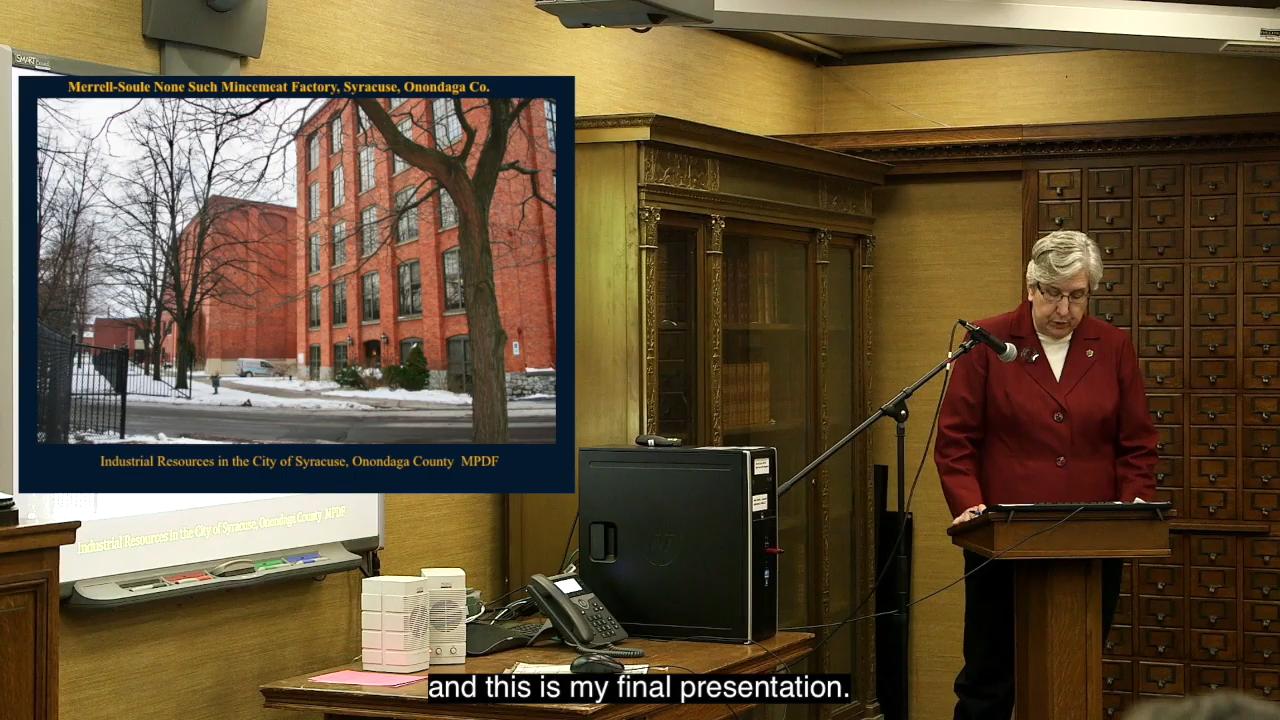 SMART
Merrell-Soule None Such Mincemeat Factory, Syracuse, Onondaga Co.
Industrial Resources in the City of Syracuse, Onondaga County MPDF
Industrial Resources in the City of Syracuse, Onondaga County MPDF
and this is my final presentation.